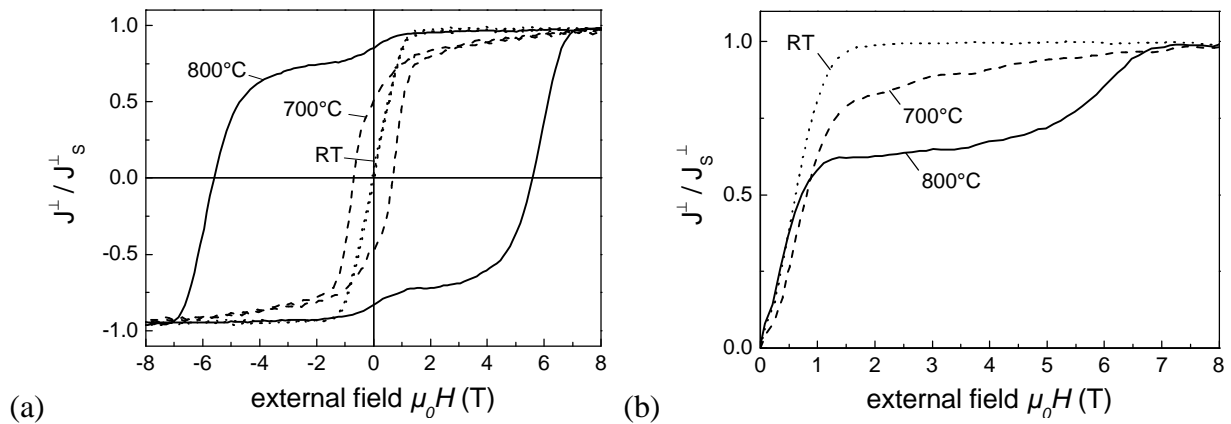 (a)
J⊥ / J⊥S
1.0
0.5
0.0
-0.5
-1.0
800°C
700°C
RT
-8 -6 -4 -2 0 2 4 6 8
external field μ0H (T)
(b)
J⊥ / JS⊥
1.0
0.5
0.0
RT
700°C
800°C
0 1 2 3 4 5 6 7 8
external field μ0H (T)